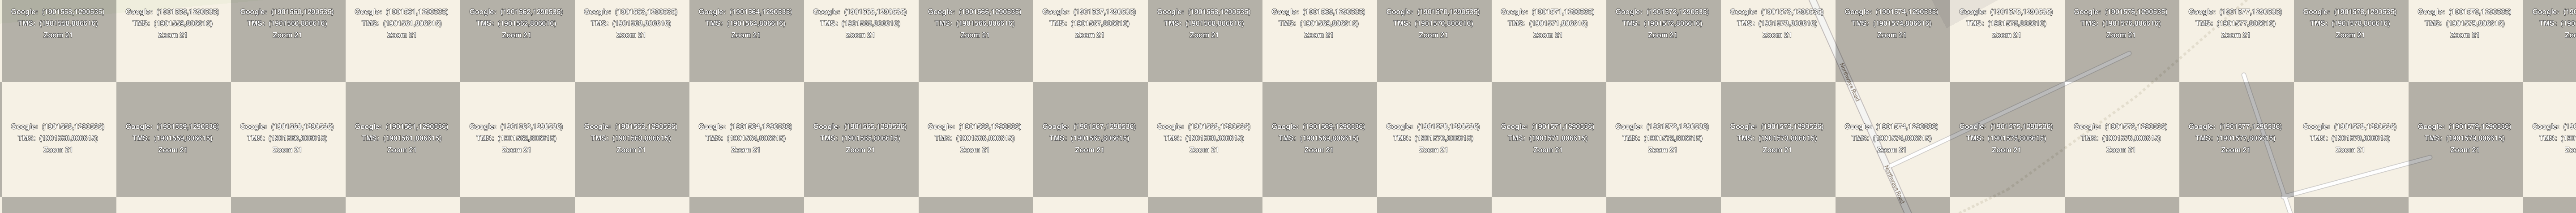 Google: (1901558,1290535) Google: (1901559,1290535) Google: (1901560,1290535) Google: (1901561,1290535) Google: (1901562,1290535) Google: (1901563,1290535) Google: (1901564,1290535) Google: (1901565,1290535) Google: (1901566,1290535) Google: (1901567,1290535) Google: (1901568,1290535) Google: (1901569,1290535) Google: (1901570,1290535) Google: (1901571,1290535) Google: (1901572,1290535) Google: (1901573,1290535) Google: (1901574,1290535) Google: (1901575,1290535) Google: (1901576,1290535) Google: (1901577,1290535) Google: (1901578,1290535) Google: (1901579,1290535)
TMS: (1901558,806616) TMS: (1901559,806616) TMS: (1901560,806616) TMS: (1901561,806616) TMS: (1901562,806616) TMS: (1901563,806616) TMS: (1901564,806616) TMS: (1901565,806616) TMS: (1901566,806616) TMS: (1901567,806616) TMS: (1901568,806616) TMS: (1901569,806616) TMS: (1901570,806616) TMS: (1901571,806616) TMS: (1901572,806616) TMS: (1901573,806616) TMS: (1901574,806616) TMS: (1901575,806616) TMS: (1901576,806616) TMS: (1901577,806616) TMS: (1901578,806616) TMS: (1901579,806616)
Zoom 21 Zoom 21 Zoom 21 Zoom 21 Zoom 21 Zoom 21 Zoom 21 Zoom 21 Zoom 21 Zoom 21 Zoom 21 Zoom 21 Zoom 21 Zoom 21 Zoom 21 Zoom 21 Zoom 21 Zoom 21 Zoom 21 Zoom 21 Zoom 21 Zoom 21
Northways Road
Google: (1901558,1290536) Google: (1901559,1290536) Google: (1901560,1290536) Google: (1901561,1290536) Google: (1901562,1290536) Google: (1901563,1290536) Google: (1901564,1290536) Google: (1901565,1290536) Google: (1901566,1290536) Google: (1901567,1290536) Google: (1901568,1290536) Google: (1901569,1290536) Google: (1901570,1290536) Google: (1901571,1290536) Google: (1901572,1290536) Google: (1901573,1290536) Google: (1901574,1290536) Google: (1901575,1290536) Google: (1901576,1290536) Google: (1901577,1290536) Google: (1901578,1290536) Google: (1901579,1290536)
TMS: (1901558,806615) TMS: (1901559,806615) TMS: (1901560,806615) TMS: (1901561,806615) TMS: (1901562,806615) TMS: (1901563,806615) TMS: (1901564,806615) TMS: (1901565,806615) TMS: (1901566,806615) TMS: (1901567,806615) TMS: (1901568,806615) TMS: (1901569,806615) TMS: (1901570,806615) TMS: (1901571,806615) TMS: (1901572,806615) TMS: (1901573,806615) TMS: (1901574,806615) TMS: (1901575,806615) TMS: (1901576,806615) TMS: (1901577,806615) TMS: (1901578,806615) TMS: (1901579,806615)
Zoom 21 Zoom 21 Zoom 21 Zoom 21 Zoom 21 Zoom 21 Zoom 21 Zoom 21 Zoom 21 Zoom 21 Zoom 21 Zoom 21 Zoom 21 Zoom 21 Zoom 21 Zoom 21 Zoom 21 Zoom 21 Zoom 21 Zoom 21 Zoom 21 Zoom 21
Northways Road